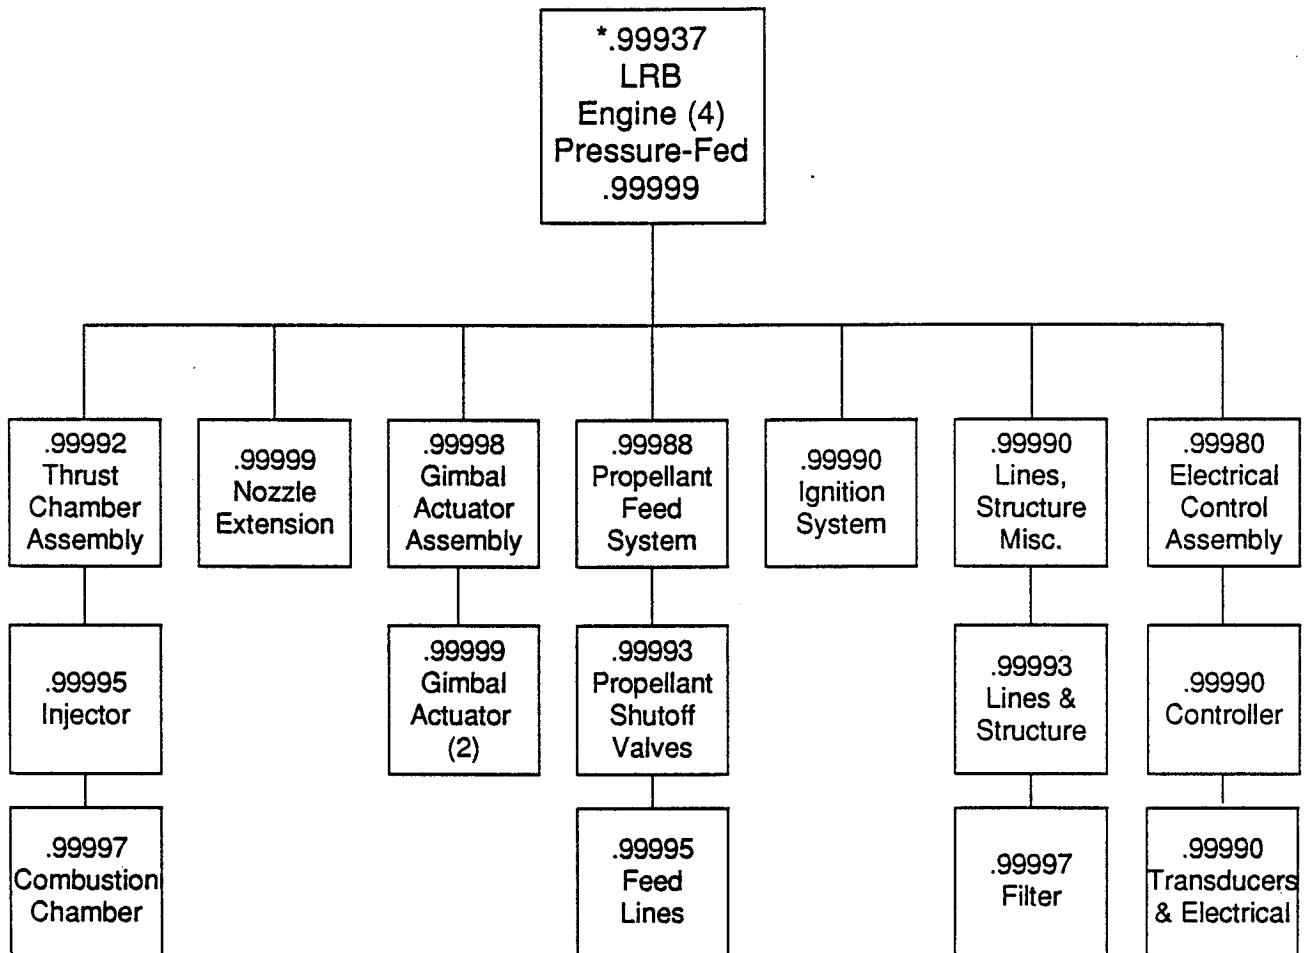 *.99937
LRB
Engine (4)
Pressure-Fed
.99999
.99992
Thrust
Chamber
Assembly
.99999
Nozzle
Extension
.99998
Gimbal
Actuator
Assembly
.99988
Propellant
Feed
System
.99990
Ignition
System
.99990
Lines,
Structure
Misc.
.99980
Electrical
Control
Assembly
.99995
Injector
.99999
Gimbal
Actuator
(2)
.99993
Propellant
Shutoff
Valves
.99993
Lines &
Structure
.99990
Controller
.99997
Combustion
Chamber
.99995
Feed
Lines
.99997
Filter
.99990
Transducers
& Electrical